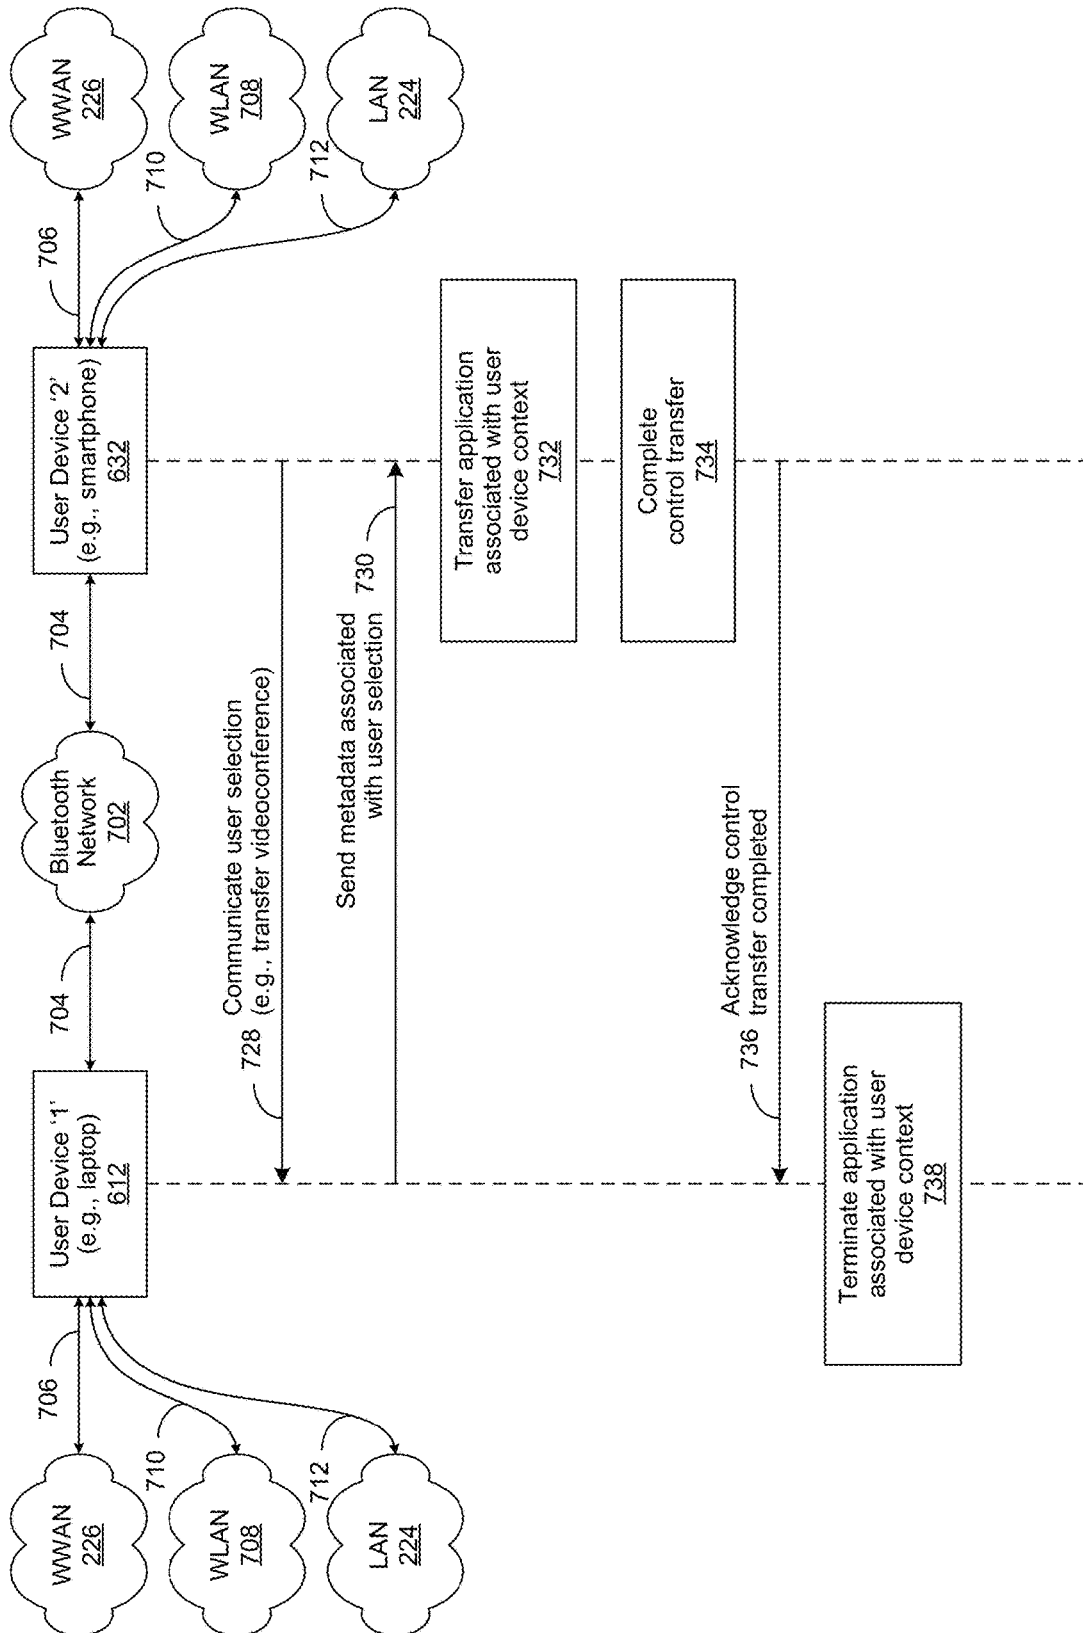 WWAN
226
706
User Device '1'
(e.g., laptop)
612
704
Bluetooth
Network
702
704
User Device '2'
(e.g., smartphone)
632
706
WWAN
226
WLAN
708
710
710
WLAN
708
LAN
224
712
712
LAN
224
728
Communicate user selection
(e.g., transfer videoconference)
Send metadata associated
with user selection
730
Transfer application
associated with user
device context
732
Complete
control transfer
734
736
Acknowledge control
transfer completed
Terminate application
associated with user
device context
738